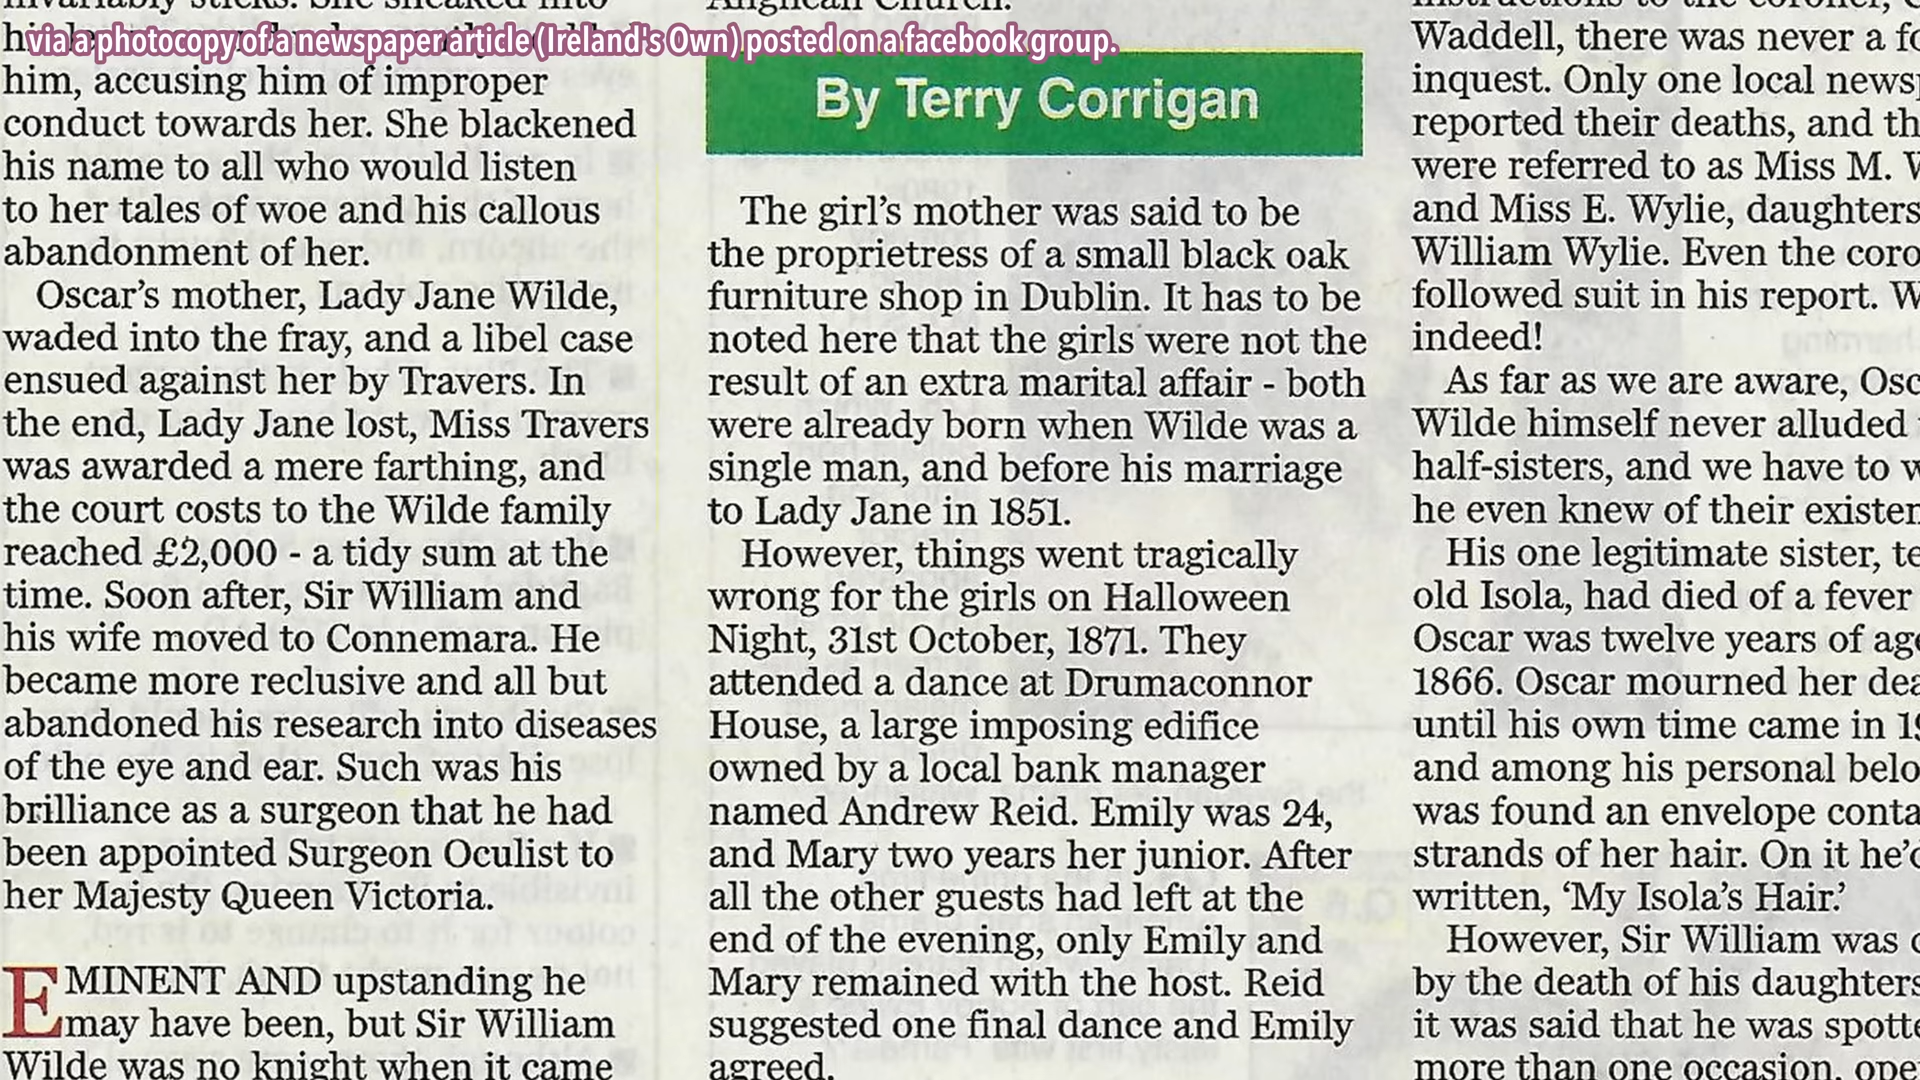 via a photocopy of a newspaper article (Ireland's Own) posted on a facebook group.
him, accusing him of improper
conduct towards her. She blackened
his name to all who would listen
to her tales of woe and his callous
abandonment of her.
Oscar's mother, Lady Jane Wilde,
waded into the fray, and a libel case
ensued against her by Travers. In
the end, Lady Jane lost, Miss Travers
was awarded a mere farthing, and
the court costs to the Wilde family
reached £2,000 - a tidy sum at the
time. Soon after, Sir William and
his wife moved to Connemara. He
became more reclusive and all but
abandoned his research into diseases
of the eye and ear. Such was his
brilliance as a surgeon that he had
been appointed Surgeon Oculist to
her Majesty Queen Victoria.
EMINENT AND upstanding he
may have been, but Sir William
Wilde was no knight when it came
Anglican Church.
By Terry Corrigan
The girl's mother was said to be
the proprietress of a small black oak
furniture shop in Dublin. It has to be
noted here that the girls were not the
result of an extra marital affair - both
were already born when Wilde was a
single man, and before his marriage
to Lady Jane in 1851.
However, things went tragically
wrong for the girls on Halloween
Night, 31st October, 1871. They
attended a dance at Drumaconnor
House, a large imposing edifice
owned by a local bank manager
named Andrew Reid. Emily was 24,
and Mary two years her junior. After
all the other guests had left at the
end of the evening, only Emily and
Mary remained with the host. Reid
suggested one final dance and Emily
agreed.
Waddell, there was never a fo
inquest. Only one local newsp
reported their deaths, and th
were referred to as Miss M. W
and Miss E. Wylie, daughters
William Wylie. Even the coro
followed suit in his report. W
indeed!
As far as we are aware, Osc
Wilde himself never alluded
half-sisters, and we have to w
he even knew of their existen
His one legitimate sister, te
old Isola, had died of a fever
Oscar was twelve years of age
1866. Oscar mourned her dea
until his own time came in 19
and among his personal belo
was found an envelope conta
strands of her hair. On it he'd
written, 'My Isola's Hair.'
However, Sir William was d
by the death of his daughters
it was said that he was spotte
more than one occasion, ope